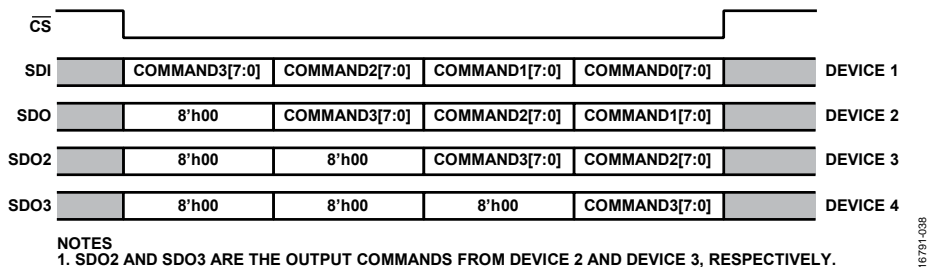 CS
SDI COMMAND3[7:0] COMMAND2[7:0] COMMAND1[7:0] COMMAND0[7:0] DEVICE 1
SDO 8'h00 COMMAND3[7:0] COMMAND2[7:0] COMMAND1[7:0] DEVICE 2
SDO2 8'h00 8'h00 COMMAND3[7:0] COMMAND2[7:0] DEVICE 3
SDO3 8'h00 8'h00 8'h00 COMMAND3[7:0] DEVICE 4
NOTES
1. SDO2 AND SDO3 ARE THE OUTPUT COMMANDS FROM DEVICE 2 AND DEVICE 3, RESPECTIVELY.
16791-038